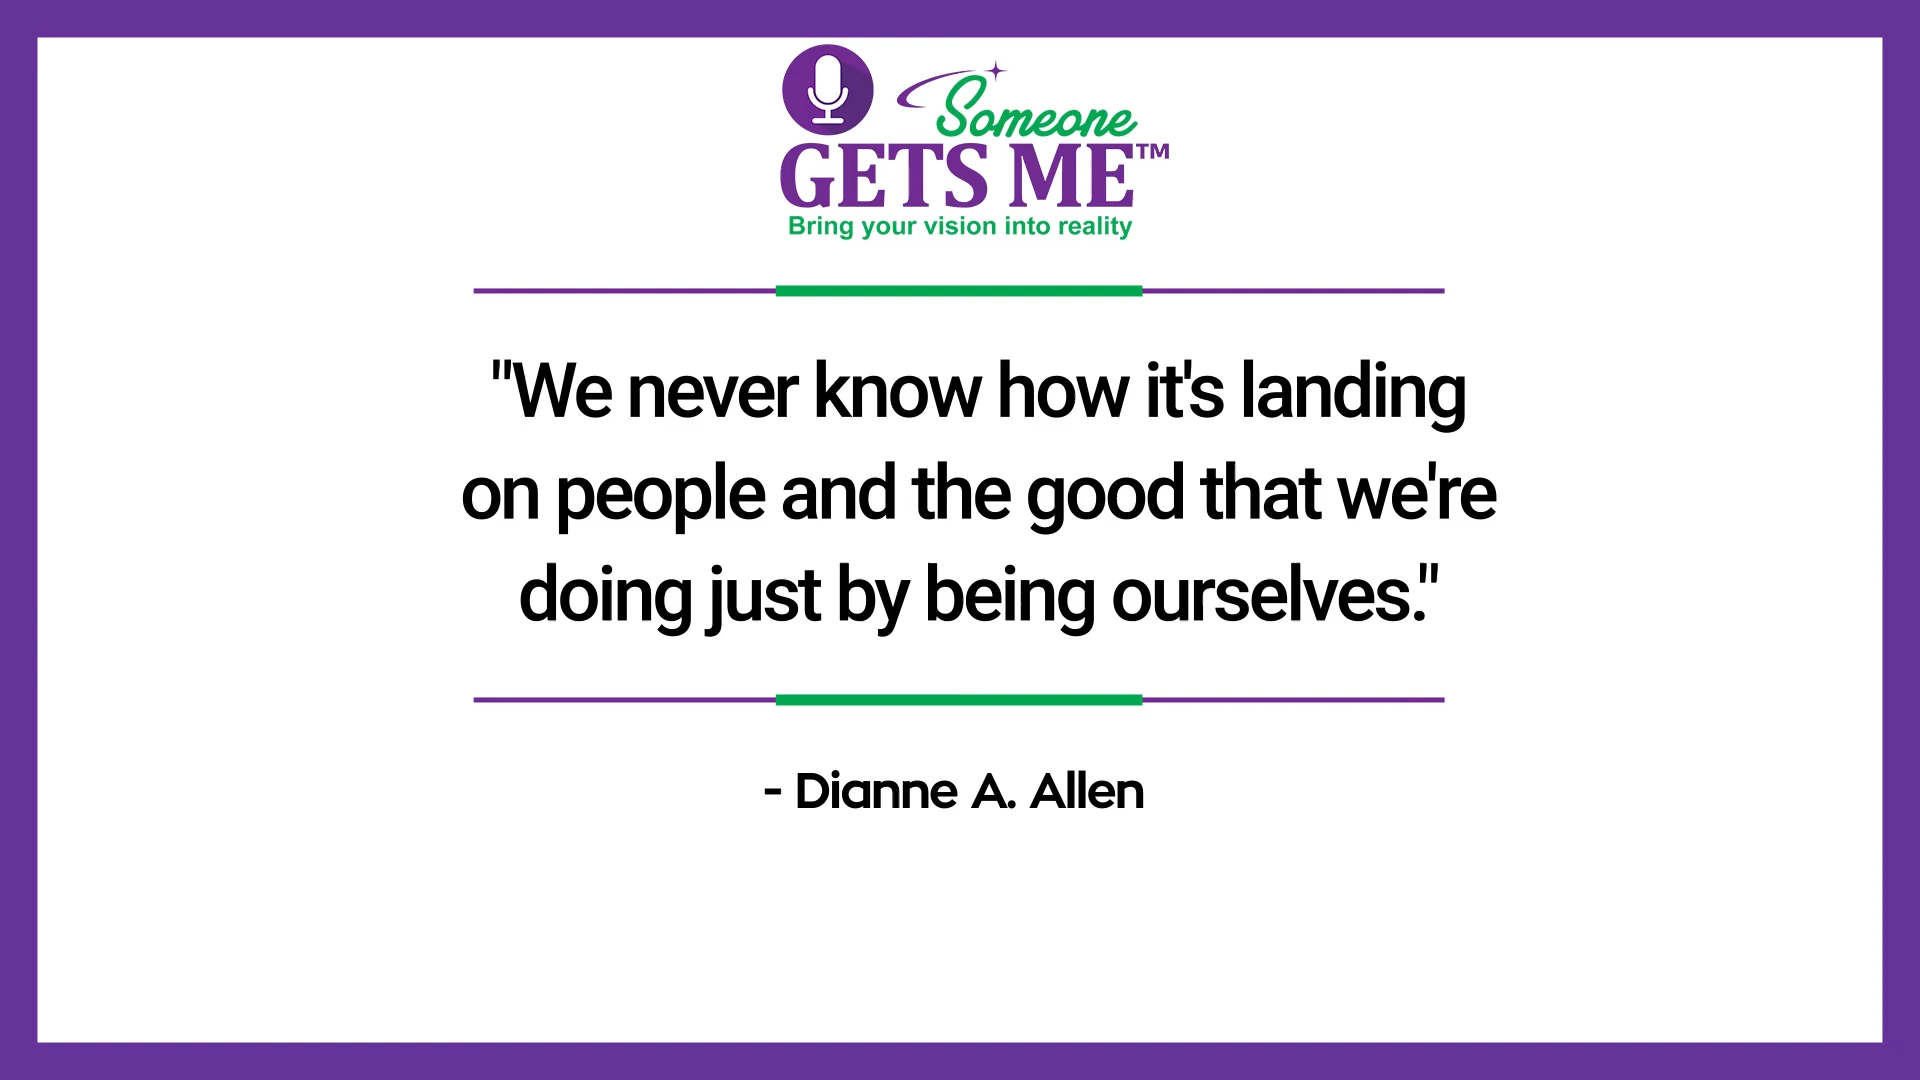 Someone
GETS ME™
Bring your vision into reality
"We never know how it's landing
on people and the good that we're
doing just by being ourselves."
- Dianne A. Allen